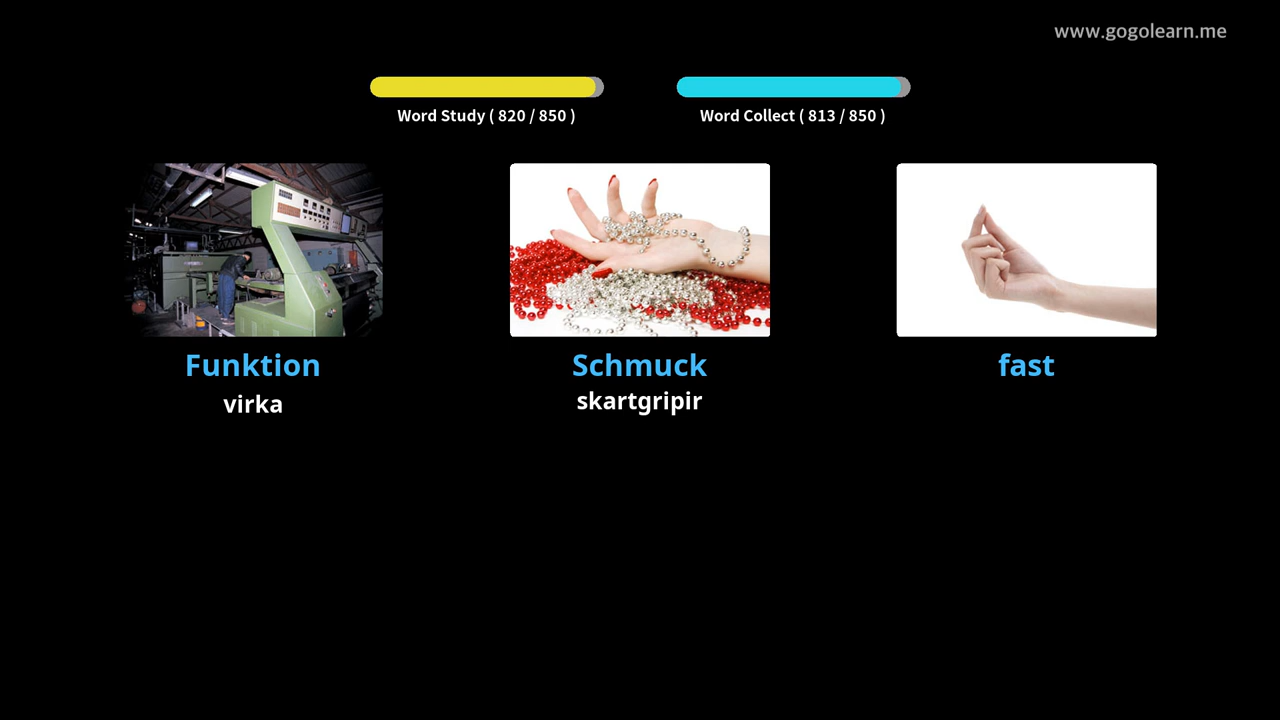 www.gogolearn.me
Word Study ( 820 / 850 )
Word Collect ( 813 / 850 )
Funktion
virka
Schmuck
skartgripir
fast